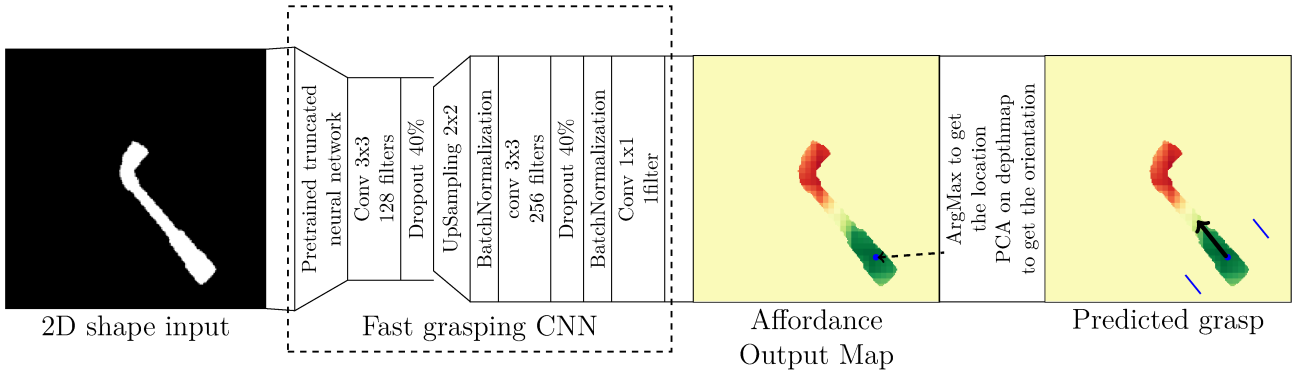 Pretrained truncated
neural network
Conv 3x3
128 filters
Dropout 40%
UpSampling 2x2
BatchNormalization
conv 3x3
256 filters
Dropout 40%
BatchNormalization
Conv 1x1
1filter
ArgMax to get
the location
PCA on depthmap
to get the orientation
2D shape input
Fast grasping CNN
Affordance
Output Map
Predicted grasp